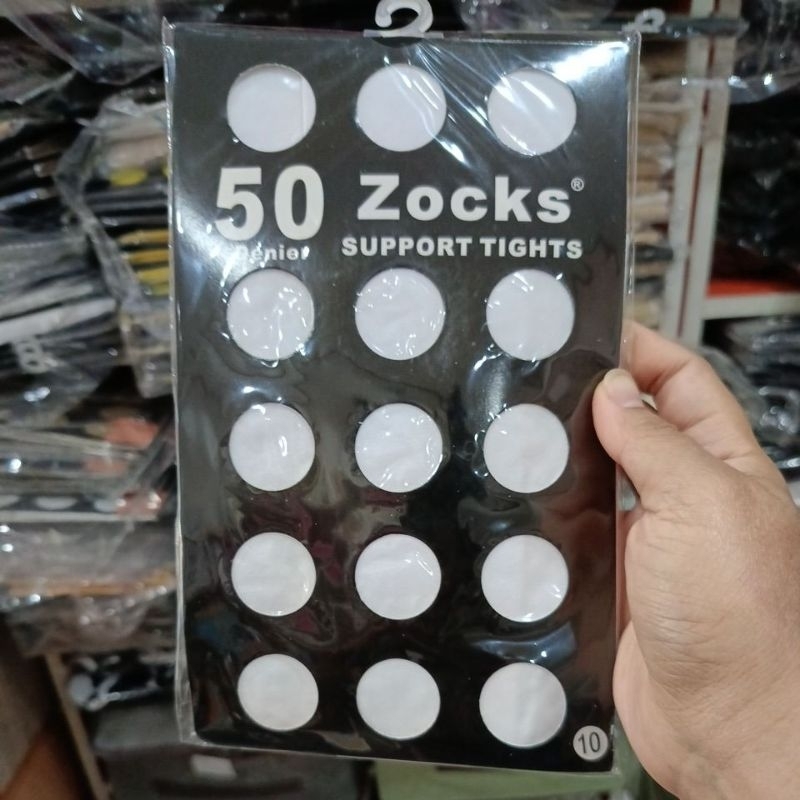 50 Zocks®
Denier SUPPORT TIGHTS
10